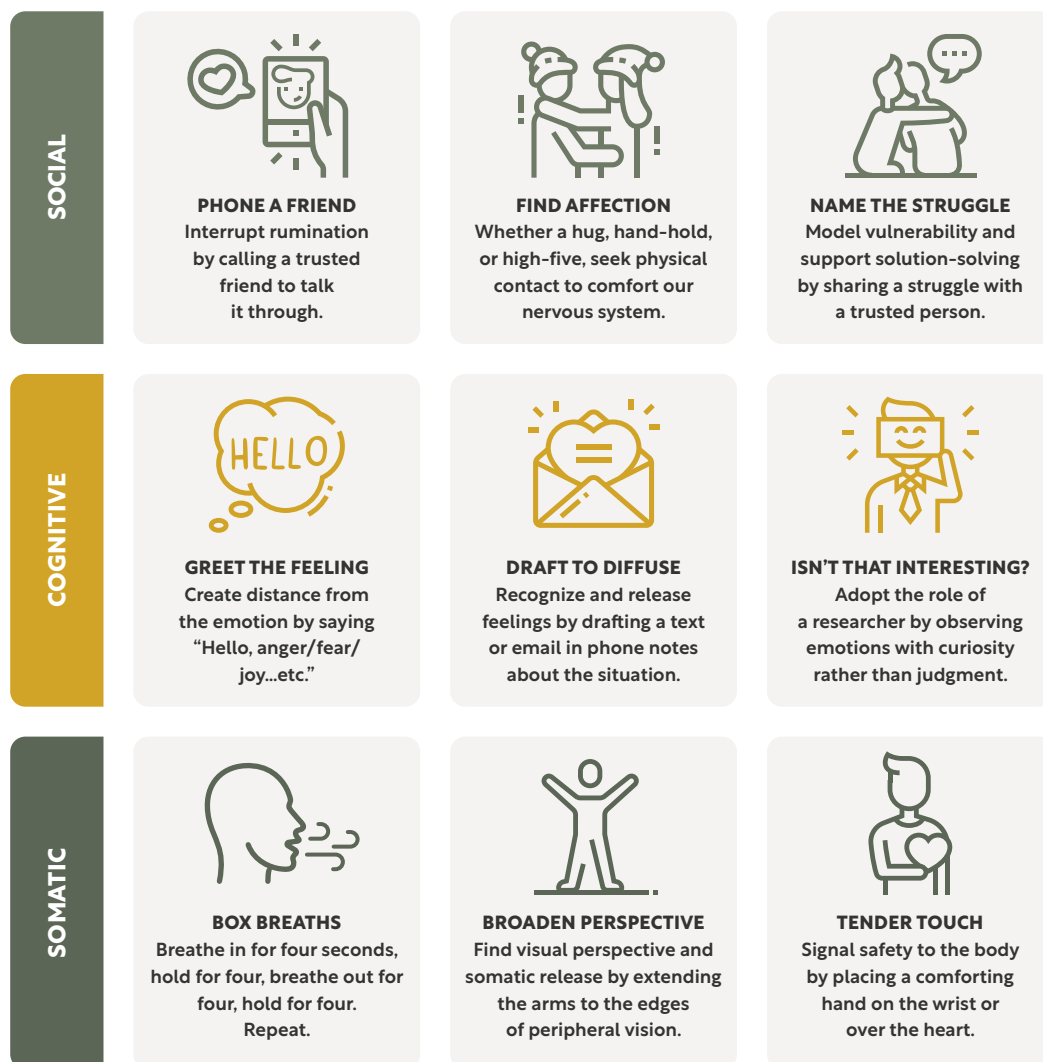 SOCIAL
PHONE A FRIEND
Interrupt rumination
by calling a trusted
friend to talk
it through.
FIND AFFECTION
Whether a hug, hand-hold,
or high-five, seek physical
contact to comfort our
nervous system.
NAME THE STRUGGLE
Model vulnerability and
support solution-solving
by sharing a struggle with
a trusted person.
COGNITIVE
HELLO
GREET THE FEELING
Create distance from
the emotion by saying
“Hello, anger/fear/
joy...etc.”
DRAFT TO DIFFUSE
Recognize and release
feelings by drafting a text
or email in phone notes
about the situation.
ISN’T THAT INTERESTING?
Adopt the role of
a researcher by observing
emotions with curiosity
rather than judgment.
SOMATIC
BOX BREATHS
Breathe in for four seconds,
hold for four, breathe out for
four, hold for four.
Repeat.
BROADEN PERSPECTIVE
Find visual perspective and
somatic release by extending
the arms to the edges
of peripheral vision.
TENDER TOUCH
Signal safety to the body
by placing a comforting
hand on the wrist or
over the heart.